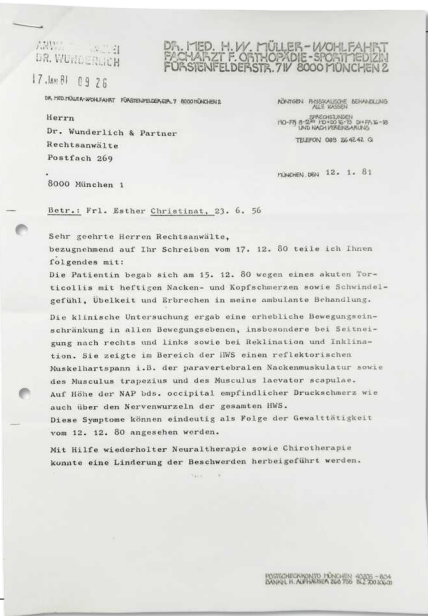 DR. WUNDERLICH
17. Jan 81 09 26
DR. MED. H. W. MÜLLER-WOHLFAHRT
FACHARZT F. ORTHOPÄDIE-SPORTMEDIZIN
FÜRSTENFELDERSTR. 7 IV 8000 MÜNCHEN 2
DR. MED. MÜLLER-WOHLFAHRT FÜRSTENFELDERSTR. 7 8000 MÜNCHEN 2
RÖNTGEN PHYSIKALISCHE BEHANDLUNG
ALLE KASSEN
SPRECHSTUNDEN
UND NACH VEREINBARUNG
TELEFON 089
MÜNCHEN, DEN 12. 1. 81
Herrn
Dr. Wunderlich & Partner
Rechtsanwälte
Postfach 269
8000 München 1
Betr.: Frl. Esther Christinat, 23. 6. 56
Sehr geehrte Herren Rechtsanwälte,
bezugnehmend auf Ihr Schreiben vom 17. 12. 80 teile ich Ihnen
folgendes mit:
Die Patientin begab sich am 15. 12. 80 wegen eines akuten Tor-
ticollis mit heftigen Nacken- und Kopfschmerzen sowie Schwindel-
gefühl, Übelkeit und Erbrechen in meine ambulante Behandlung.
Die klinische Untersuchung ergab eine erhebliche Bewegungsein-
schränkung in allen Bewegungsebenen, insbesondere bei Seitnei-
gung nach rechts und links sowie bei Reklination und Inklina-
tion. Sie zeigte im Bereich der HWS einen reflektorischen
Muskelhartspann i.B. der paravertebralen Nackenmuskulatur sowie
des Musculus trapezius und des Musculus laevator scapulae.
Auf Höhe der NAP bds. occipital empfindlicher Druckschmerz wie
auch über den Nervenwurzeln der gesamten HWS.
Diese Symptome können eindeutig als Folge der Gewalttätigkeit
vom 12. 12. 80 angesehen werden.
Mit Hilfe wiederholter Neuraltherapie sowie Chirotherapie
konnte eine Linderung der Beschwerden herbeigeführt werden.
POSTSCHECKKONTO MÜNCHEN